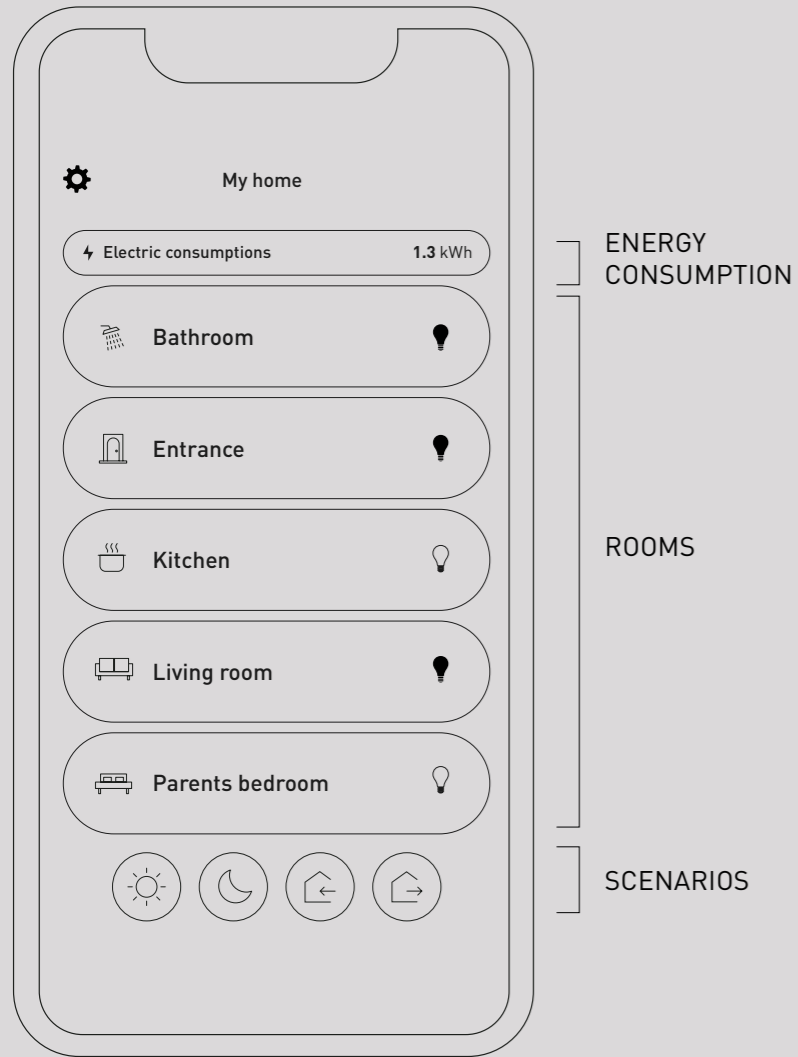 My home
Electric consumptions 1.3 kWh
ENERGY
CONSUMPTION
Bathroom
Entrance
Kitchen
ROOMS
Living room
Parents bedroom
SCENARIOS